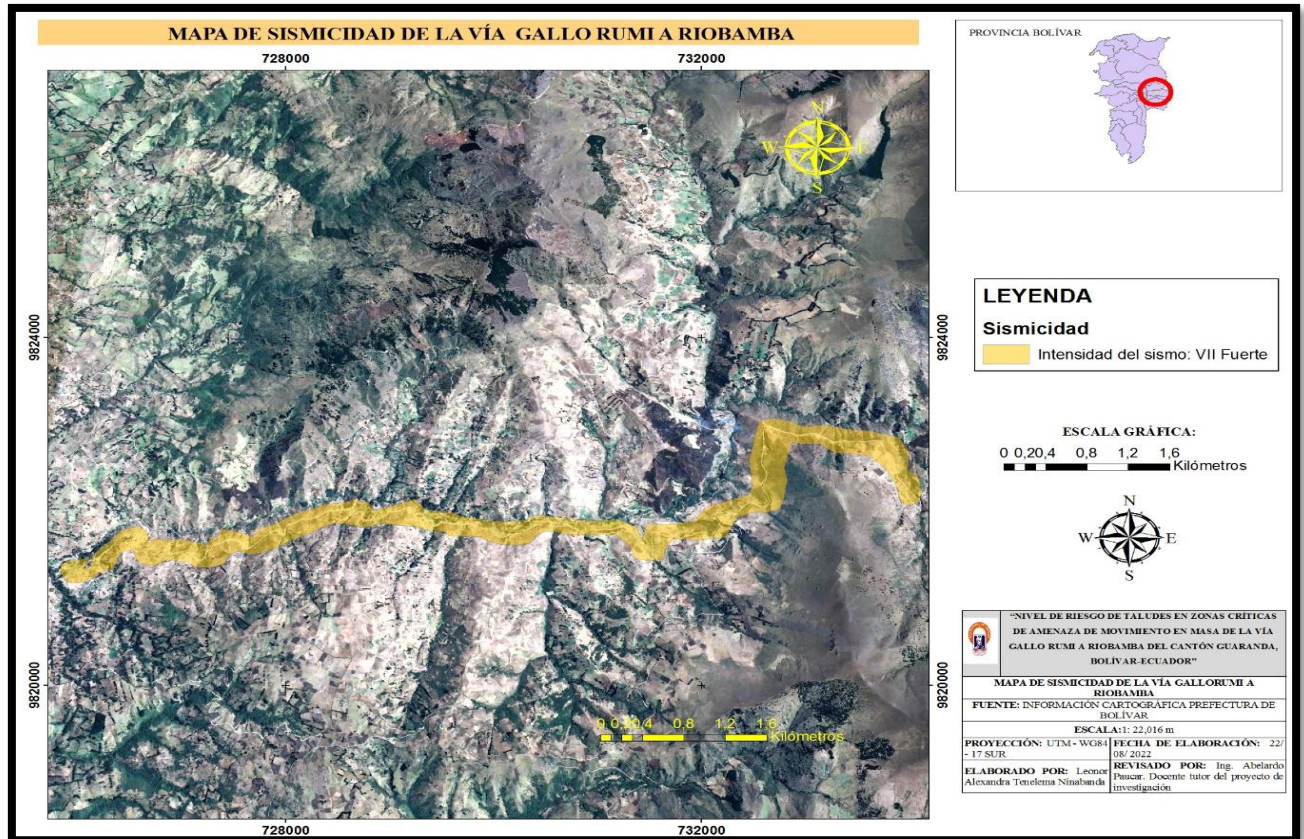 MAPA DE SISMICIDAD DE LA VÍA GALLO RUMI A RIOBAMBA
728000
732000
9824000
9824000
9820000
9820000
N
W
E
S
0 0,20,4 0,8 1,2 1,6
Kilómetros
728000
732000
PROVINCIA BOLÍVAR
LEYENDA
Sismicidad
Intensidad del sismo: VII Fuerte
ESCALA GRÁFICA:
0 0,20,4 0,8 1,2 1,6
Kilómetros
N
W
E
S
“NIVEL DE RIESGO DE TALUDES EN ZONAS CRÍTICAS
DE AMENAZA DE MOVIMIENTO EN MASA DE LA VÍA
GALLO RUMI A RIOBAMBA DEL CANTÓN GUARANDA,
BOLÍVAR-ECUADOR”
MAPA DE SISMICIDAD DE LA VÍA GALLORUMI A
RIOBAMBA
FUENTE: INFORMACIÓN CARTOGRÁFICA PREFECTURA DE
BOLÍVAR
ESCALA:1: 22,016 m
PROYECCIÓN: UTM - WG84
- 17 SUR
FECHA DE ELABORACIÓN: 22/
08/ 2022
ELABORADO POR: Leonor
Alexandra Tenelema Ninabanda
REVISADO POR: Ing. Abelardo
Paucar. Docente tutor del proyecto de
investigación